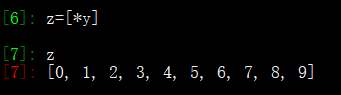 [6]: z=[*y]
[7]: z
[7]: [0, 1, 2, 3, 4, 5, 6, 7, 8, 9]